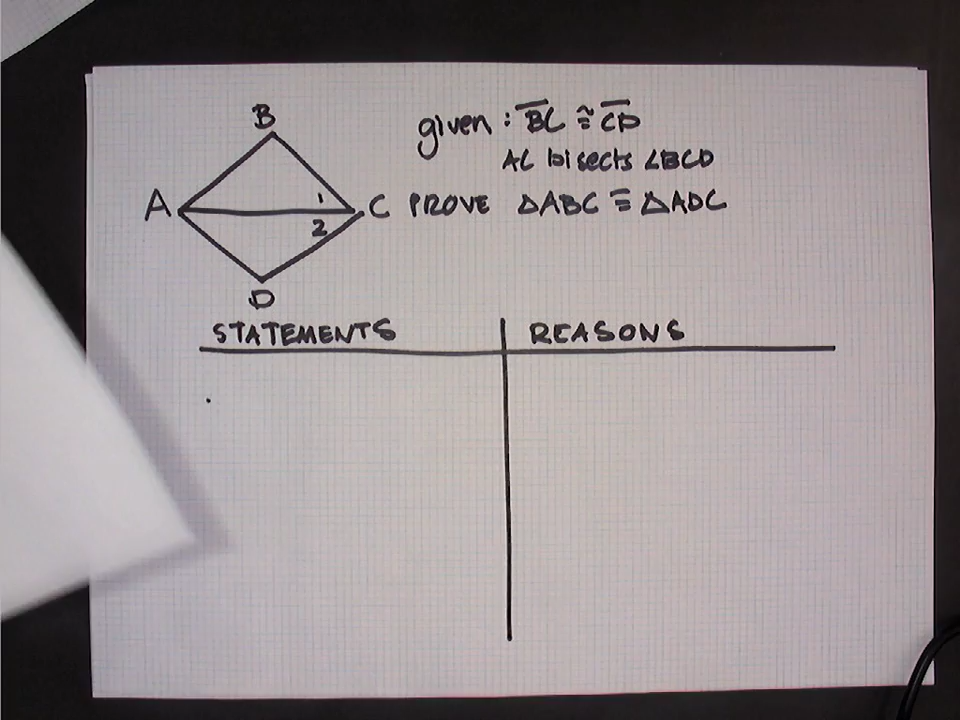 B
given : BC ≅ CD
AC bisects ∠BCD
A 1 C PROVE △ABC ≅ △ADC
2
D
STATEMENTS REASONS